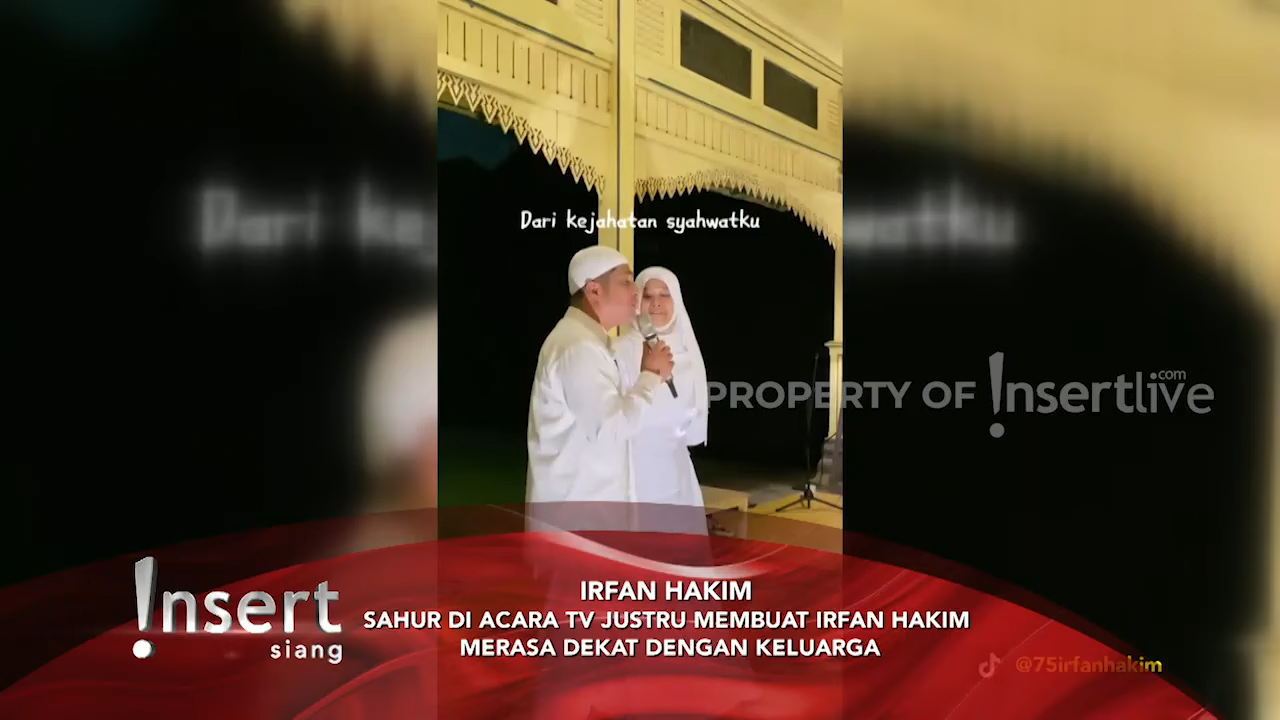 Dari kejahatan syahwatku
PROPERTY OF Insertlive.com
Insert
siang
IRFAN HAKIM
SAHUR DI ACARA TV JUSTRU MEMBUAT IRFAN HAKIM
MERASA DEKAT DENGAN KELUARGA
@75irfanhakim